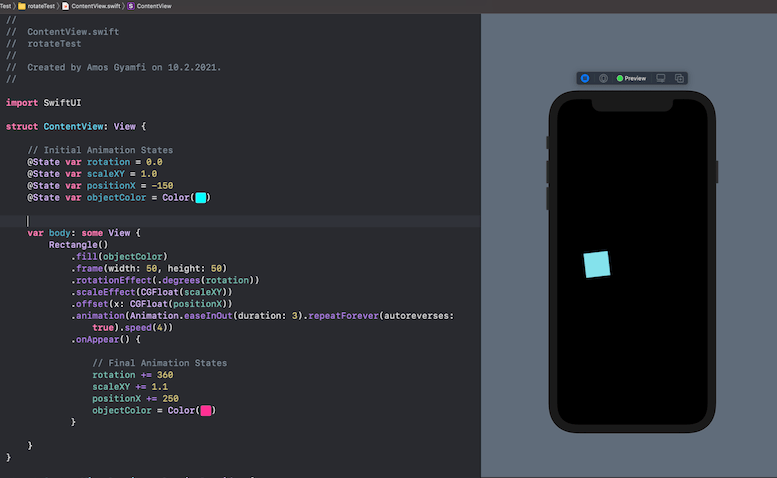 Test rotateTest ContentView.swift S ContentView
//
// ContentView.swift
// rotateTest
//
// Created by Amos Gyamfi on 10.2.2021.
//
import SwiftUI
struct ContentView: View {
// Initial Animation States
@State var rotation = 0.0
@State var scaleXY = 1.0
@State var positionX = -150
@State var objectColor = Color( )
var body: some View {
Rectangle()
.fill(objectColor)
.frame(width: 50, height: 50)
.rotationEffect(.degrees(rotation))
.scaleEffect(CGFloat(scaleXY))
.offset(x: CGFloat(positionX))
.animation(Animation.easeInOut(duration: 3).repeatForever(autoreverses:
true).speed(4))
.onAppear() {
// Final Animation States
rotation += 360
scaleXY += 1.1
positionX += 250
objectColor = Color( )
}
}
}
Preview